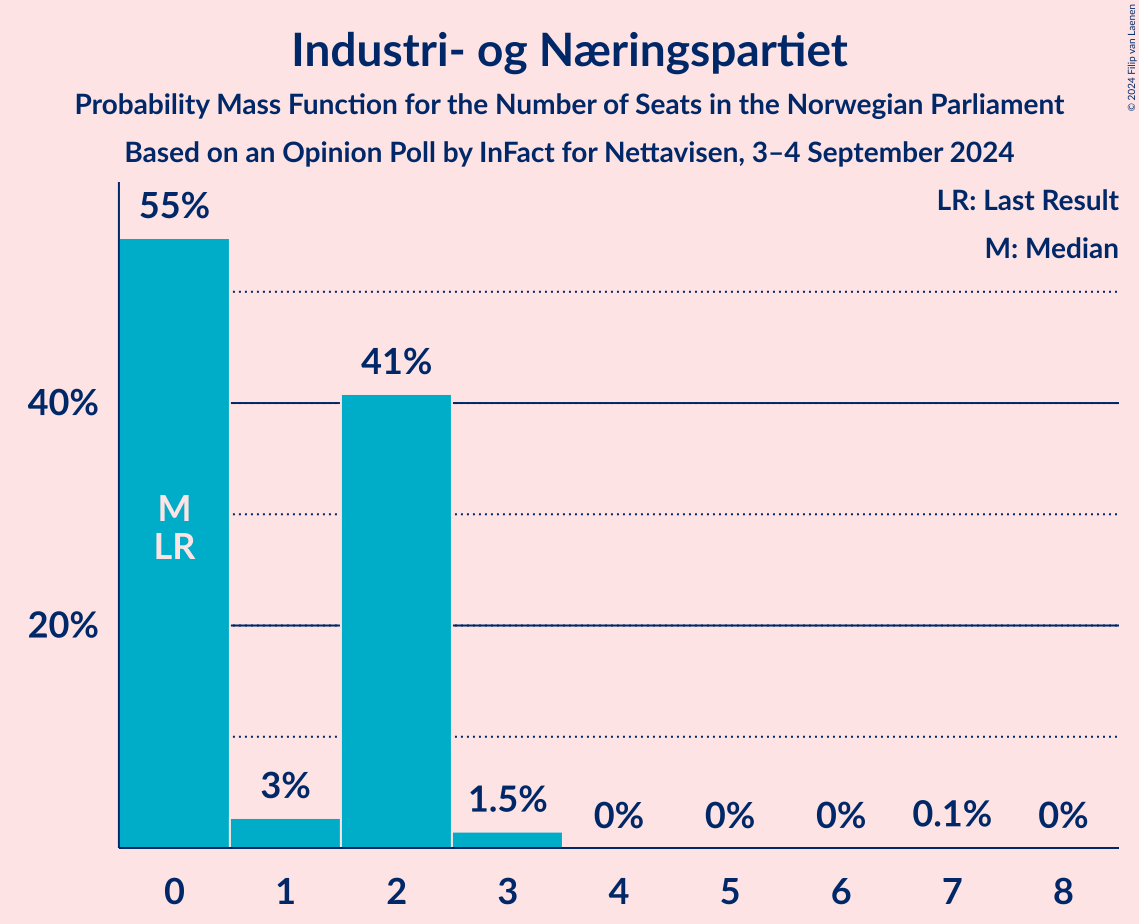 Industri- og Næringspartiet
Probability Mass Function for the Number of Seats in the Norwegian Parliament
Based on an Opinion Poll by InFact for Nettavisen, 3–4 September 2024
© 2024 Filip van Laenen
LR: Last Result
M: Median
55%
41%
40%
M
LR
20%
3%
1.5%
0%
0%
0%
0.1%
0%
0 1 2 3 4 5 6 7 8